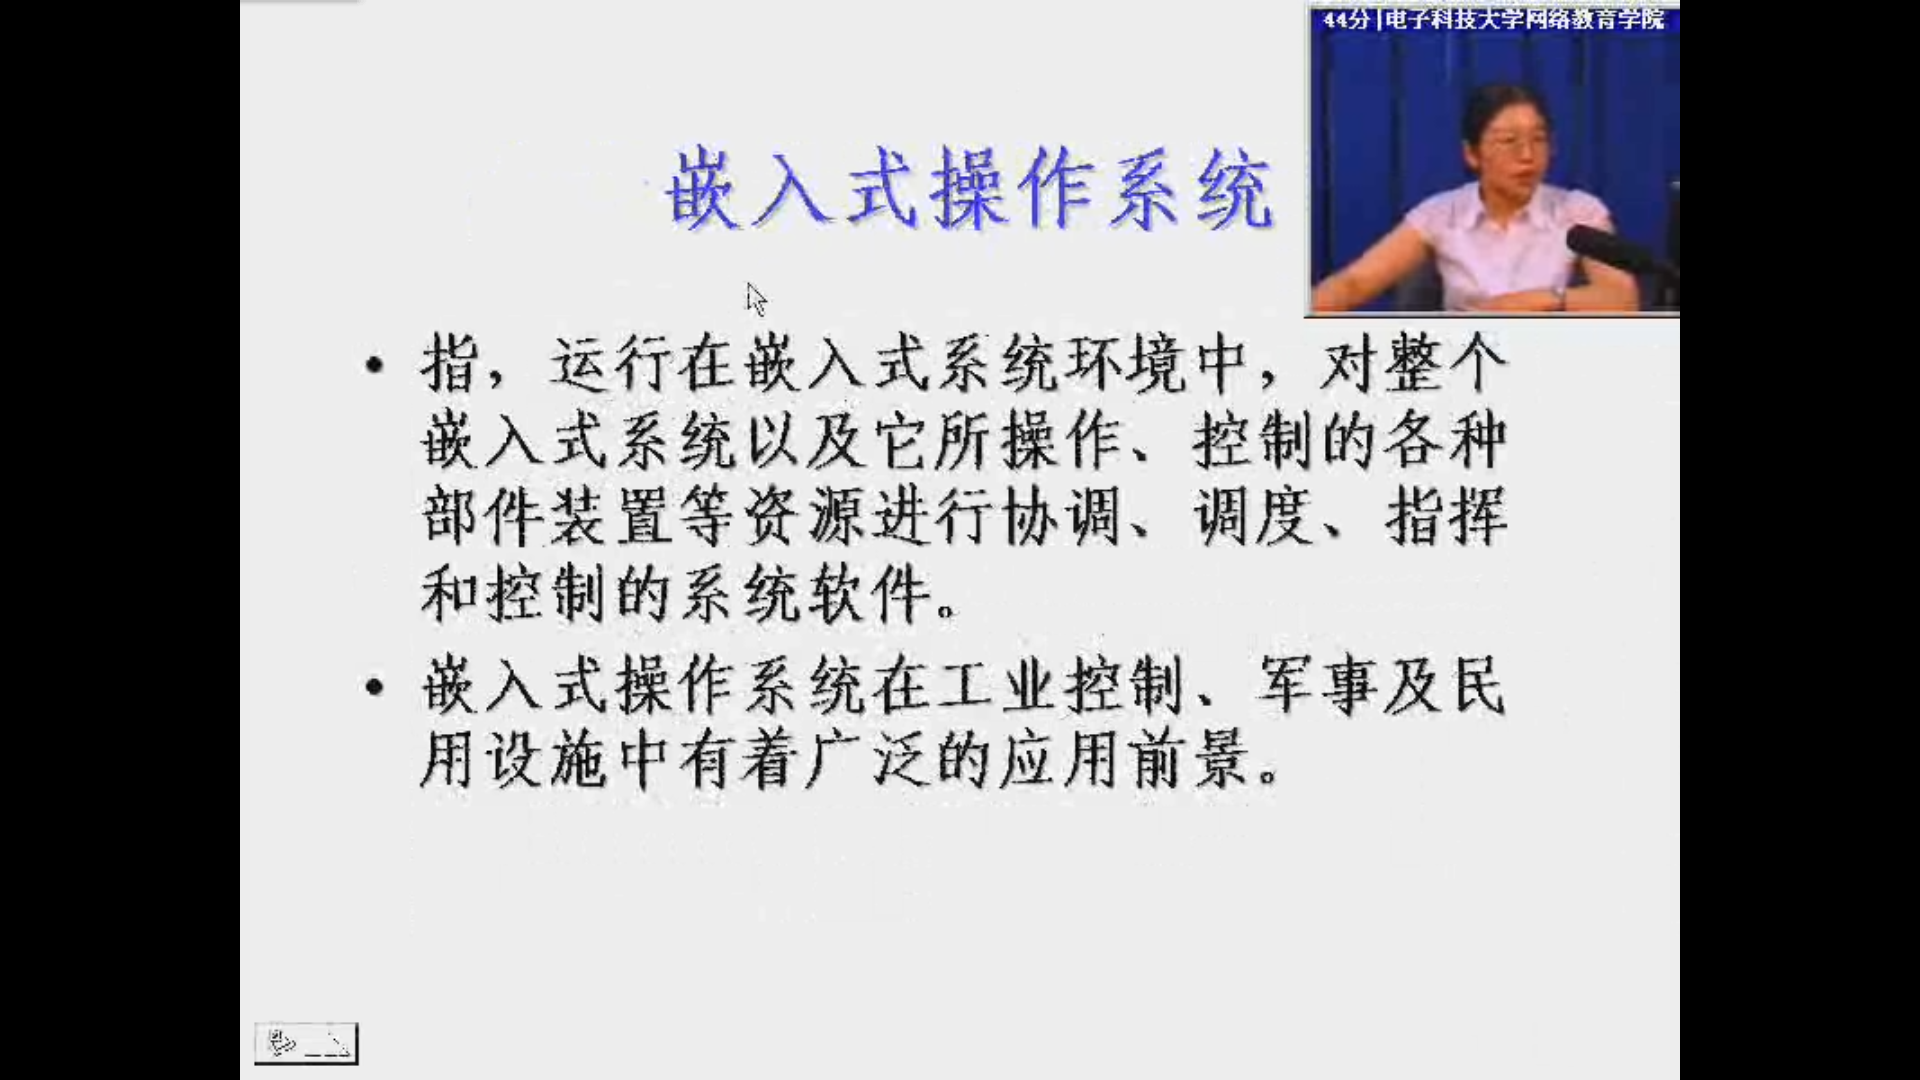 44分|电子科技大学网络教育学院
嵌入式操作系统
• 指，运行在嵌入式系统环境中，对整个
嵌入式系统以及它所操作、控制的各种
部件装置等资源进行协调、调度、指挥
和控制的系统软件。
• 嵌入式操作系统在工业控制、军事及民
用设施中有着广泛的应用前景。